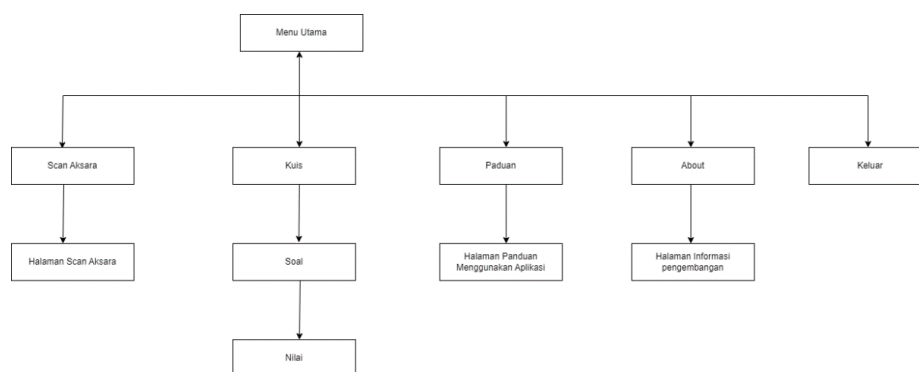 Menu Utama
Scan Aksara
Kuis
Paduan
About
Keluar
Halaman Scan Aksara
Soal
Halaman Panduan
Menggunakan Aplikasi
Halaman Informasi
pengembangan
Nilai